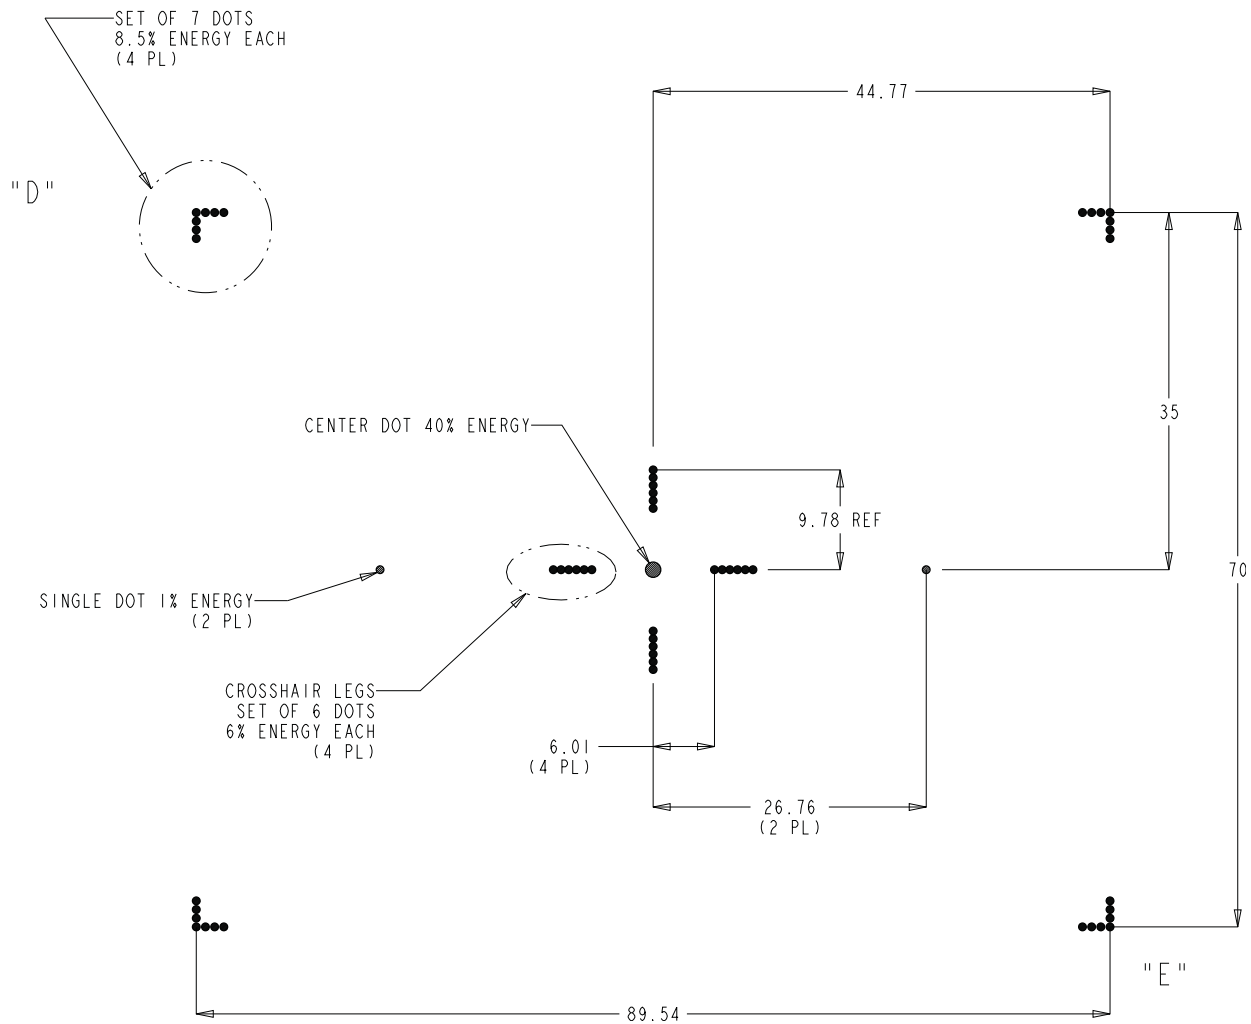 SET OF 7 DOTS
8.5% ENERGY EACH
(4 PL)
44.77
"D"
35
CENTER DOT 40% ENERGY
9.78 REF
70
SINGLE DOT 1% ENERGY
(2 PL)
CROSSHAIR LEGS
SET OF 6 DOTS
6% ENERGY EACH
(4 PL)
6.01
(4 PL)
26.76
(2 PL)
"E"
89.54